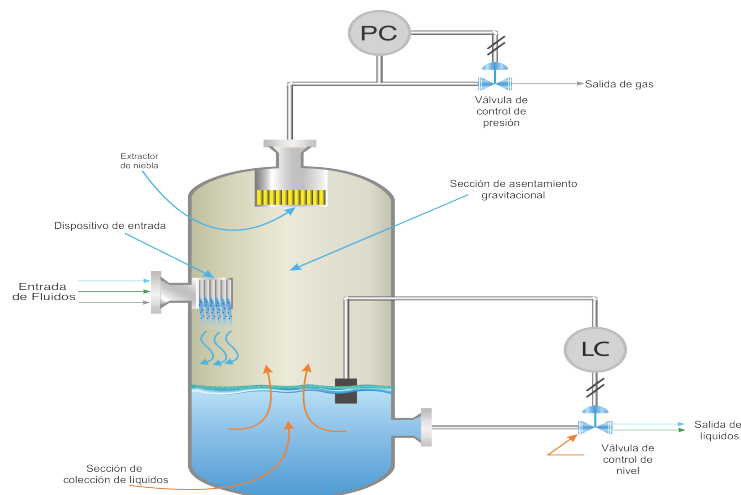 PC
Salida de gas
Válvula de
control de
presión
Extractor
de niebla
Sección de asentamiento
gravitacional
Dispositivo de entrada
Entrada
de Fluidos
LC
Salida de
líquidos
Válvula de
control de
nivel
Sección de
colección de líquidos